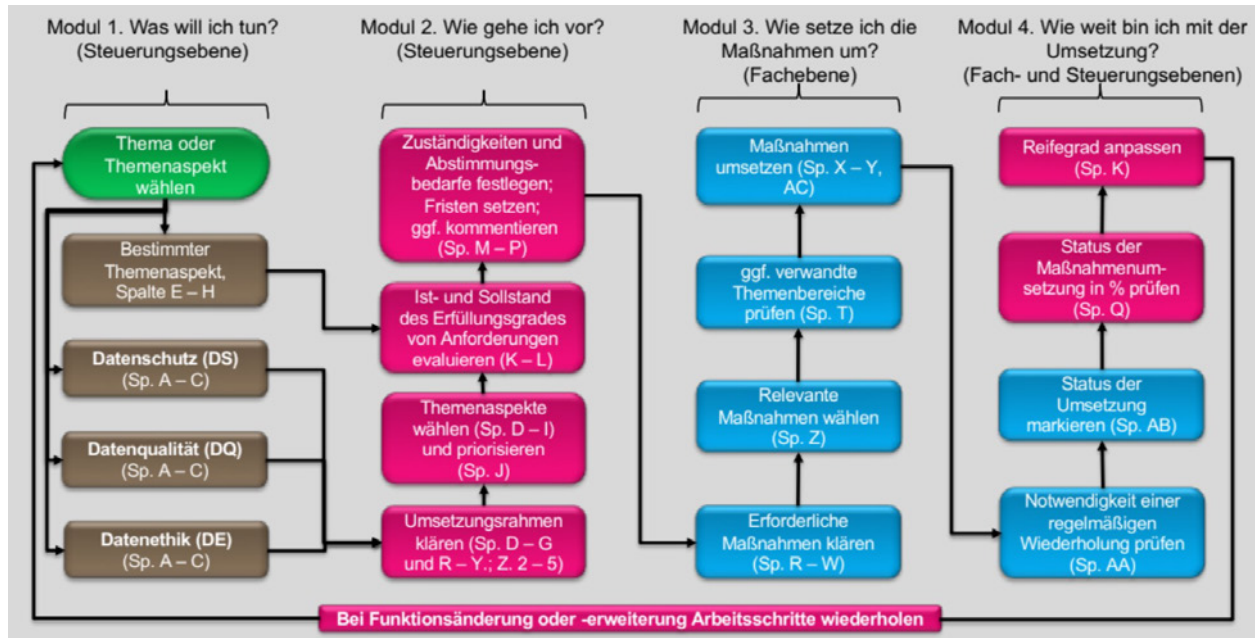 Modul 1. Was will ich tun?
(Steuerungsebene)
Modul 2. Wie gehe ich vor?
(Steuerungsebene)
Modul 3. Wie setze ich die
Maßnahmen um?
(Fachebene)
Modul 4. Wie weit bin ich mit der
Umsetzung?
(Fach- und Steuerungsebenen)
Thema oder
Themenaspekt
wählen
Bestimmter
Themenaspekt,
Spalte E – H
Datenschutz (DS)
(Sp. A – C)
Datenqualität (DQ)
(Sp. A – C)
Datenethik (DE)
(Sp. A – C)
Zuständigkeiten und
Abstimmungs-
bedarfe festlegen;
Fristen setzen;
ggf. kommentieren
(Sp. M – P)
Ist- und Sollstand
des Erfüllungsgrades
von Anforderungen
evaluieren (K – L)
Themenaspekte
wählen (Sp. D – I)
und priorisieren
(Sp. J)
Umsetzungsrahmen
klären (Sp. D – G
und R – Y.; Z. 2 – 5)
Maßnahmen
umsetzen (Sp. X – Y,
AC)
ggf. verwandte
Themenbereiche
prüfen (Sp. T)
Relevante
Maßnahmen wählen
(Sp. Z)
Erforderliche
Maßnahmen klären
(Sp. R – W)
Reifegrad anpassen
(Sp. K)
Status der
Maßnahmenum-
setzung in % prüfen
(Sp. Q)
Status der
Umsetzung
markieren (Sp. AB)
Notwendigkeit einer
regelmäßigen
Wiederholung prüfen
(Sp. AA)
Bei Funktionsänderung oder -erweiterung Arbeitsschritte wiederholen